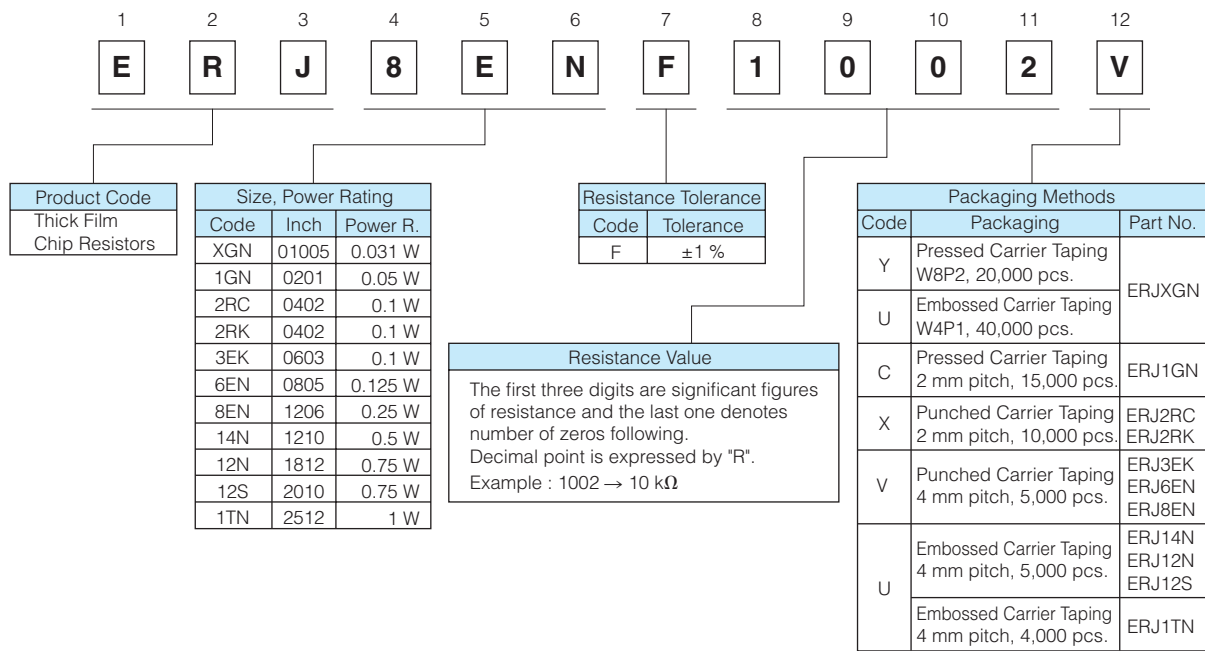 1 2 3 4 5 6 7 8 9 10 11 12
E R J 8 E N F 1 0 0 2 V
Product Code
Thick Film
Chip Resistors
Size, Power Rating
Code Inch Power R.
XGN 01005 0.031 W
1GN 0201 0.05 W
2RC 0402 0.1 W
2RK 0402 0.1 W
3EK 0603 0.1 W
6EN 0805 0.125 W
8EN 1206 0.25 W
14N 1210 0.5 W
12N 1812 0.75 W
12S 2010 0.75 W
1TN 2512 1 W
Resistance Tolerance
Code Tolerance
F ±1 %
Resistance Value
The first three digits are significant figures
of resistance and the last one denotes
number of zeros following.
Decimal point is expressed by "R".
Example : 1002 → 10 kΩ
Packaging Methods
Code Packaging Part No.
Y Pressed Carrier Taping
W8P2, 20,000 pcs.
ERJXGN
U Embossed Carrier Taping
W4P1, 40,000 pcs.
C Pressed Carrier Taping
2 mm pitch, 15,000 pcs.
ERJ1GN
X Punched Carrier Taping
2 mm pitch, 10,000 pcs.
ERJ2RC
ERJ2RK
V Punched Carrier Taping
4 mm pitch, 5,000 pcs.
ERJ3EK
ERJ6EN
ERJ8EN
U Embossed Carrier Taping
4 mm pitch, 5,000 pcs.
ERJ14N
ERJ12N
ERJ12S
Embossed Carrier Taping
4 mm pitch, 4,000 pcs.
ERJ1TN